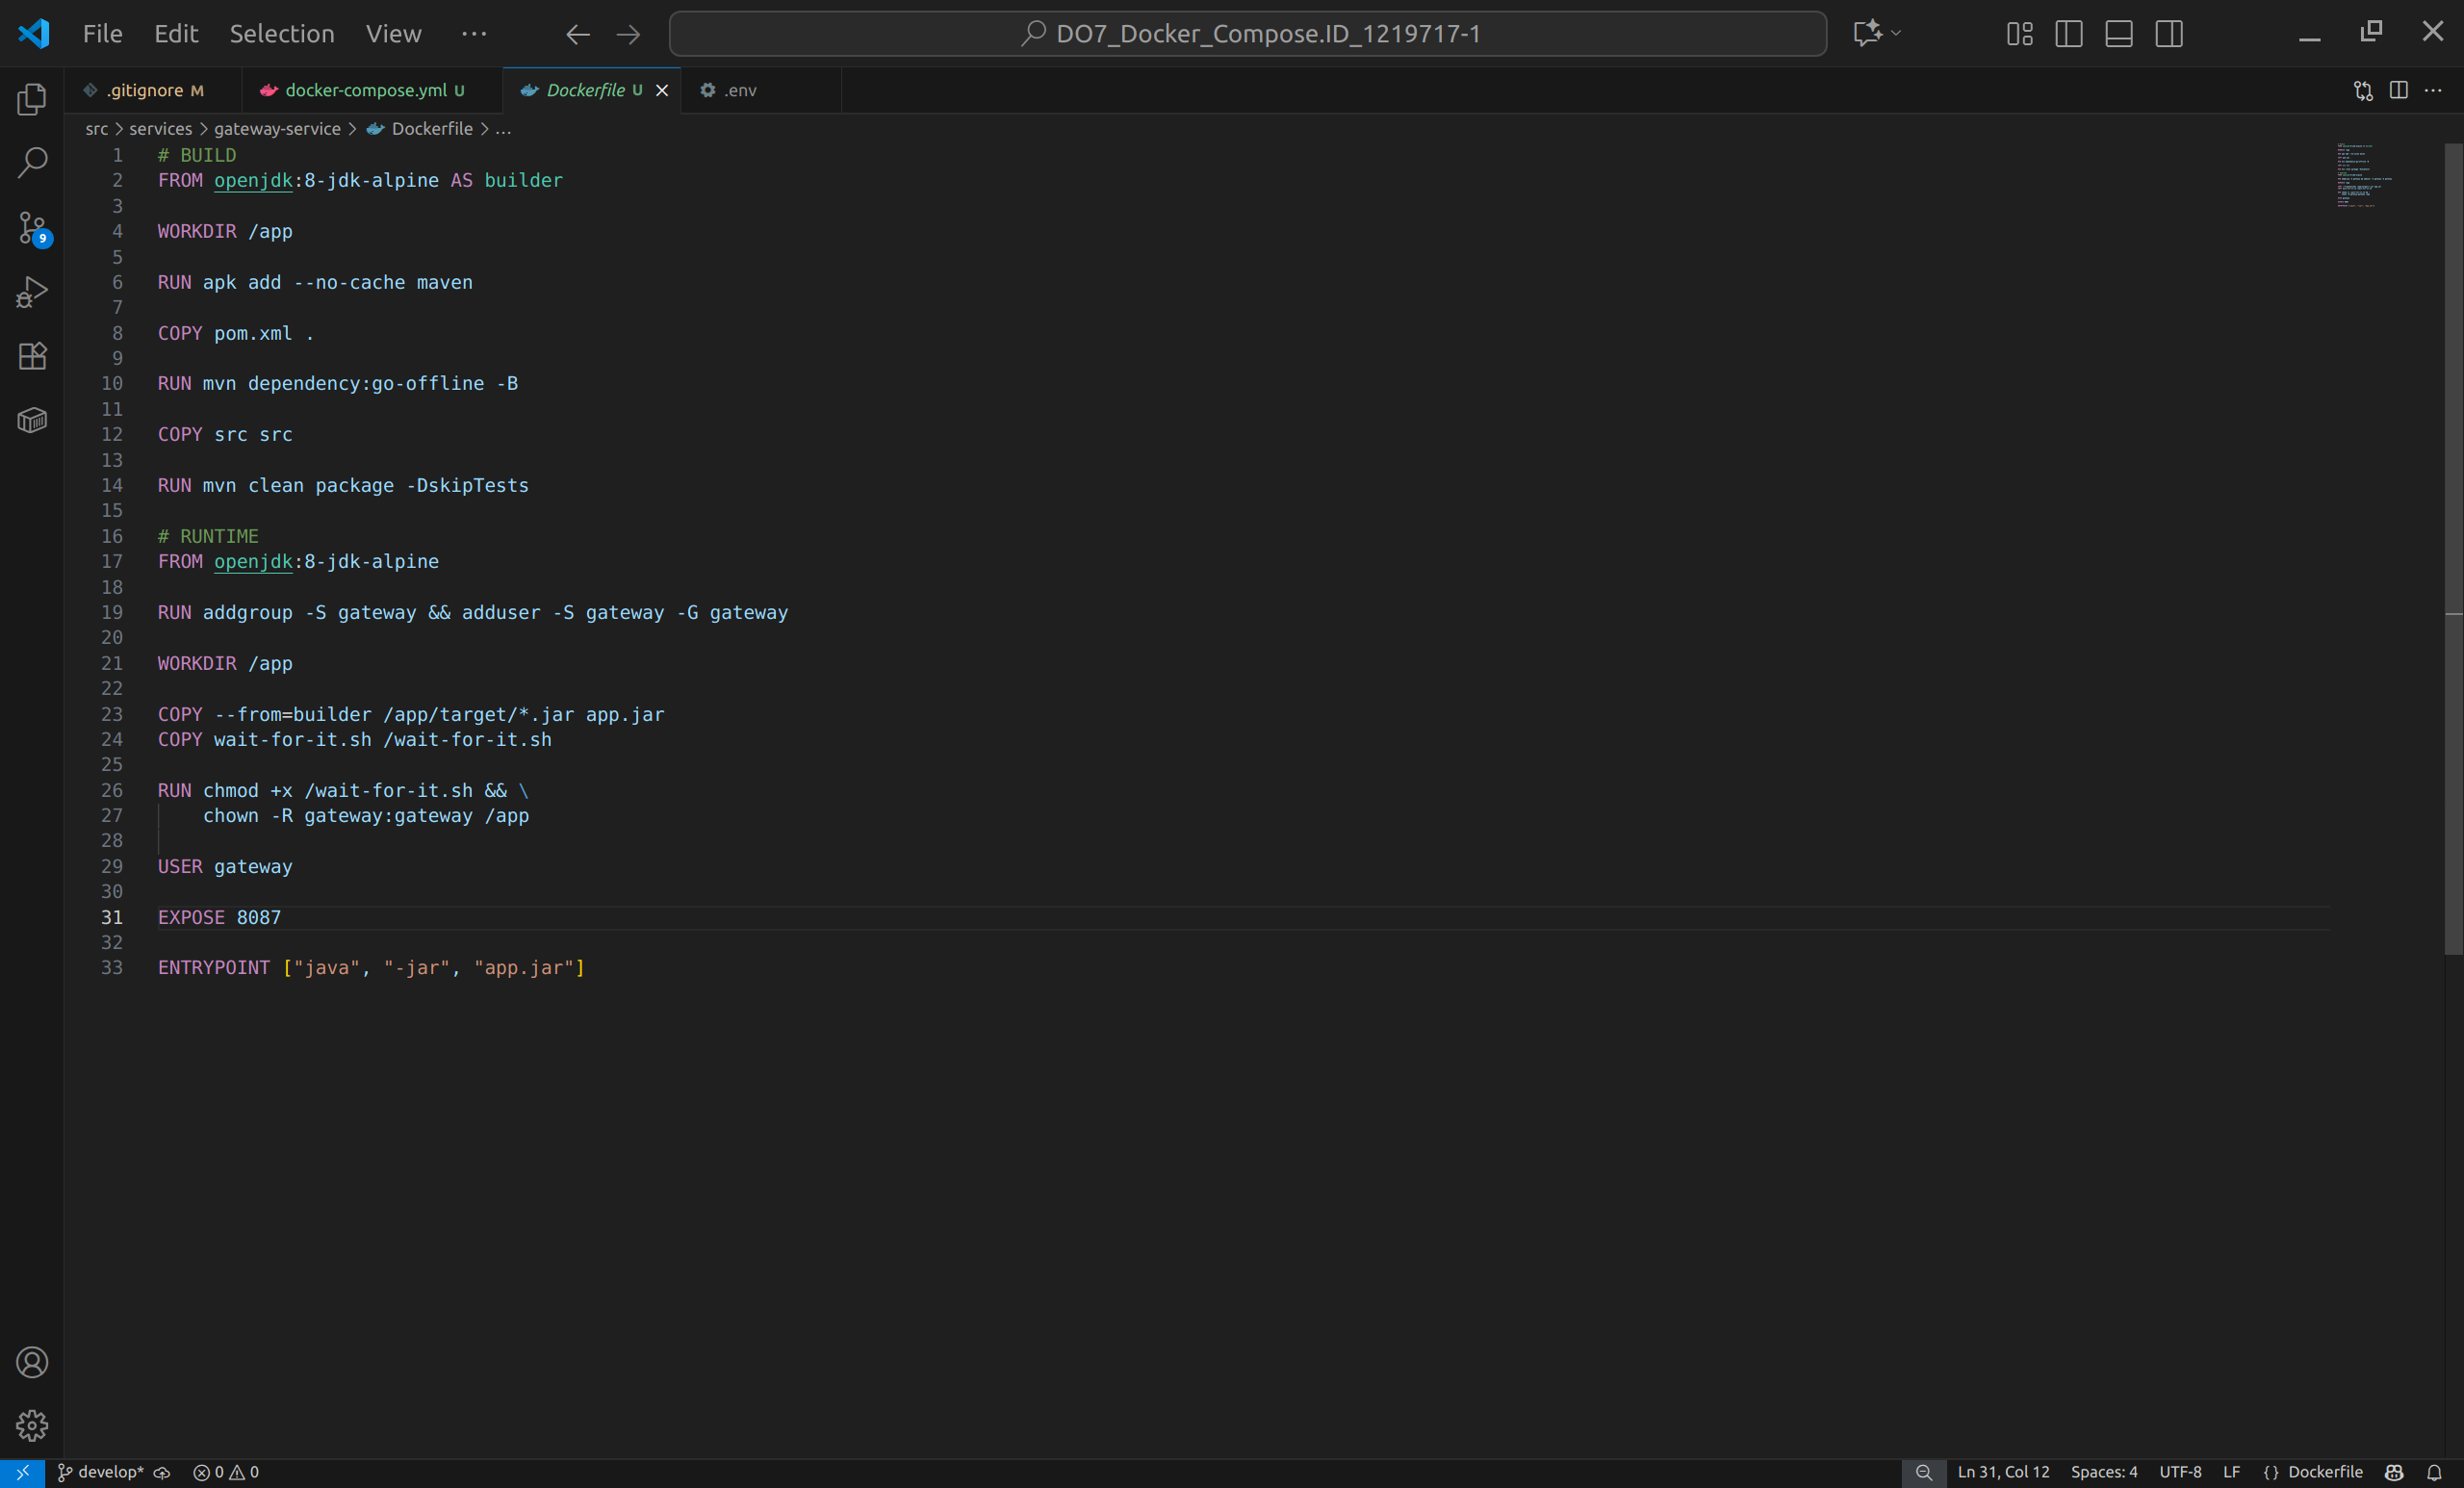 File Edit Selection View ··· DO7_Docker_Compose.ID_1219717-1
.gitignore M docker-compose.yml U Dockerfile U .env
src > services > gateway-service > Dockerfile > ...
1 # BUILD
2 FROM openjdk:8-jdk-alpine AS builder
3
4 WORKDIR /app
5
6 RUN apk add --no-cache maven
7
8 COPY pom.xml .
9
10 RUN mvn dependency:go-offline -B
11
12 COPY src src
13
14 RUN mvn clean package -DskipTests
15
16 # RUNTIME
17 FROM openjdk:8-jdk-alpine
18
19 RUN addgroup -S gateway && adduser -S gateway -G gateway
20
21 WORKDIR /app
22
23 COPY --from=builder /app/target/*.jar app.jar
24 COPY wait-for-it.sh /wait-for-it.sh
25
26 RUN chmod +x /wait-for-it.sh && \
27     chown -R gateway:gateway /app
28
29 USER gateway
30
31 EXPOSE 8087
32
33 ENTRYPOINT ["java", "-jar", "app.jar"]
9
develop* 0 0 Ln 31, Col 12 Spaces: 4 UTF-8 LF {} Dockerfile